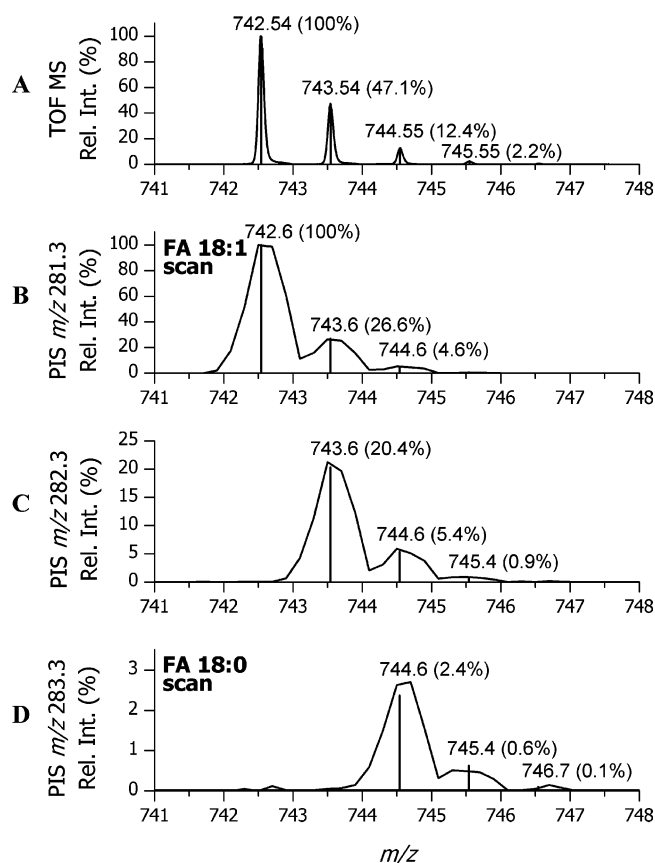 A
TOF MS
Rel. Int. (%)
100
80
60
40
20
0
742.54 (100%)
743.54 (47.1%)
744.55 (12.4%)
745.55 (2.2%)
741 742 743 744 745 746 747 748
B
PIS m/z 281.3
Rel. Int. (%)
100
80
60
40
20
0
FA 18:1
scan
742.6 (100%)
743.6 (26.6%)
744.6 (4.6%)
741 742 743 744 745 746 747 748
C
PIS m/z 282.3
Rel. Int. (%)
25
20
15
10
5
0
743.6 (20.4%)
744.6 (5.4%)
745.4 (0.9%)
741 742 743 744 745 746 747 748
D
PIS m/z 283.3
Rel. Int. (%)
3
2
1
0
FA 18:0
scan
744.6 (2.4%)
745.4 (0.6%)
746.7 (0.1%)
741 742 743 744 745 746 747 748
m/z